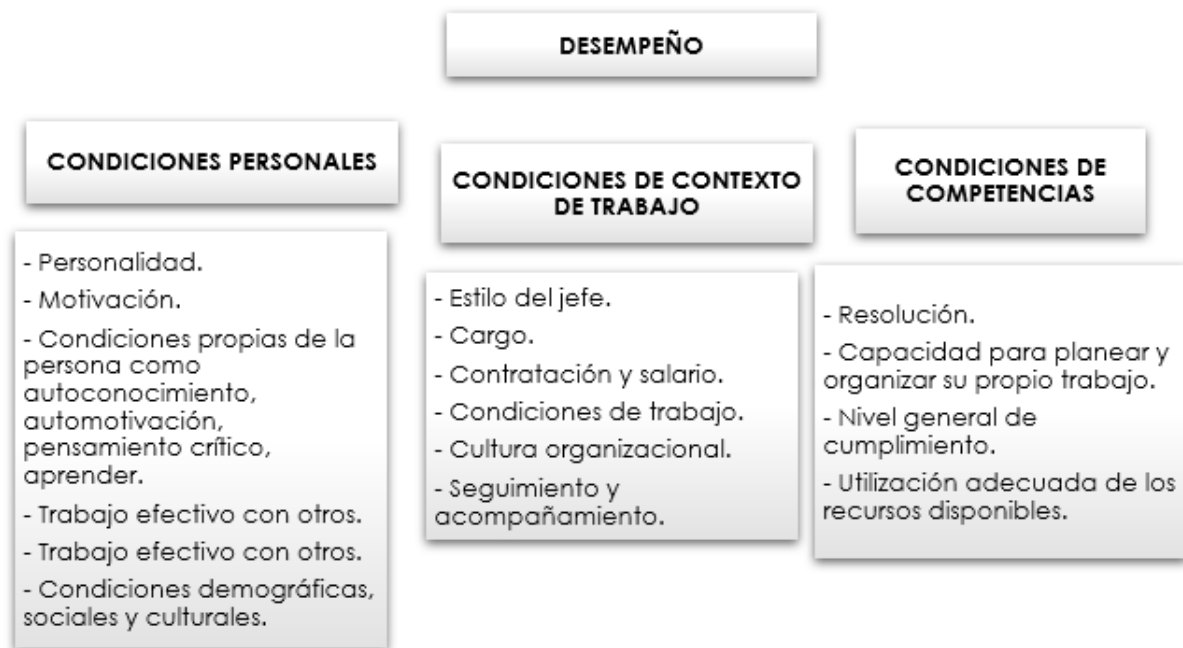 DESEMPEÑO
CONDICIONES PERSONALES
- Personalidad.
- Motivación.
- Condiciones propias de la
persona como
autoconocimiento,
automotivación,
pensamiento crítico,
aprender.
- Trabajo efectivo con otros.
- Trabajo efectivo con otros.
- Condiciones demográficas,
sociales y culturales.
CONDICIONES DE CONTEXTO
DE TRABAJO
- Estilo del jefe.
- Cargo.
- Contratación y salario.
- Condiciones de trabajo.
- Cultura organizacional.
- Seguimiento y
acompañamiento.
CONDICIONES DE
COMPETENCIAS
- Resolución.
- Capacidad para planear y
organizar su propio trabajo.
- Nivel general de
cumplimiento.
- Utilización adecuada de los
recursos disponibles.